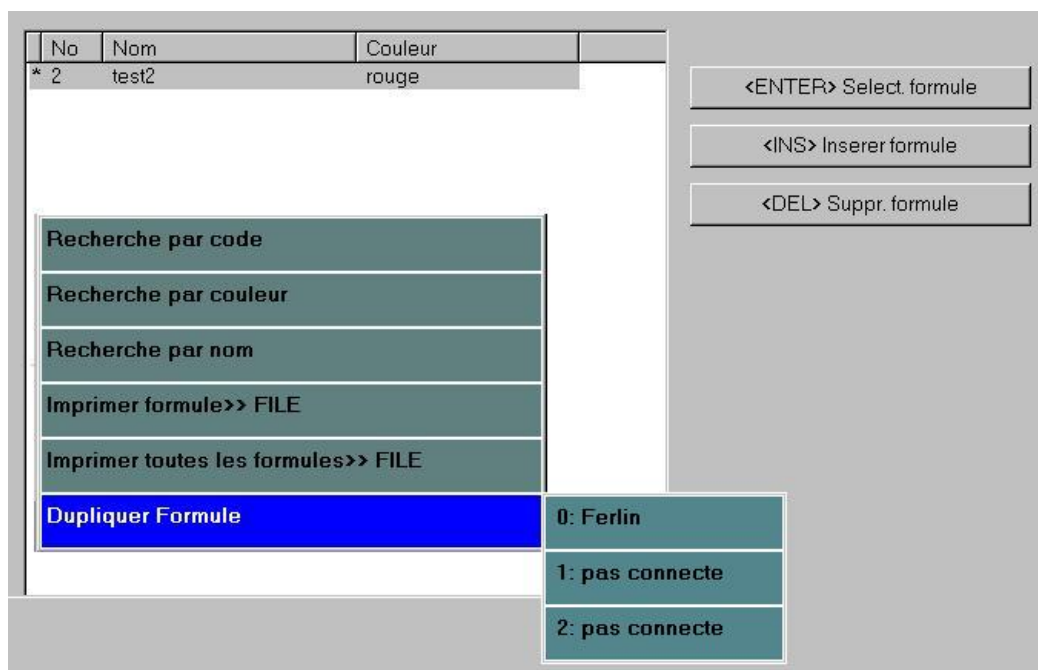 No Nom Couleur
* 2 test2 rouge
<ENTER> Select. formule
<INS> Inserer formule
<DEL> Suppr. formule
Recherche par code
Recherche par couleur
Recherche par nom
Imprimer formule>> FILE
Imprimer toutes les formules>> FILE
Dupliquer Formule
0: Ferlin
1: pas connecte
2: pas connecte